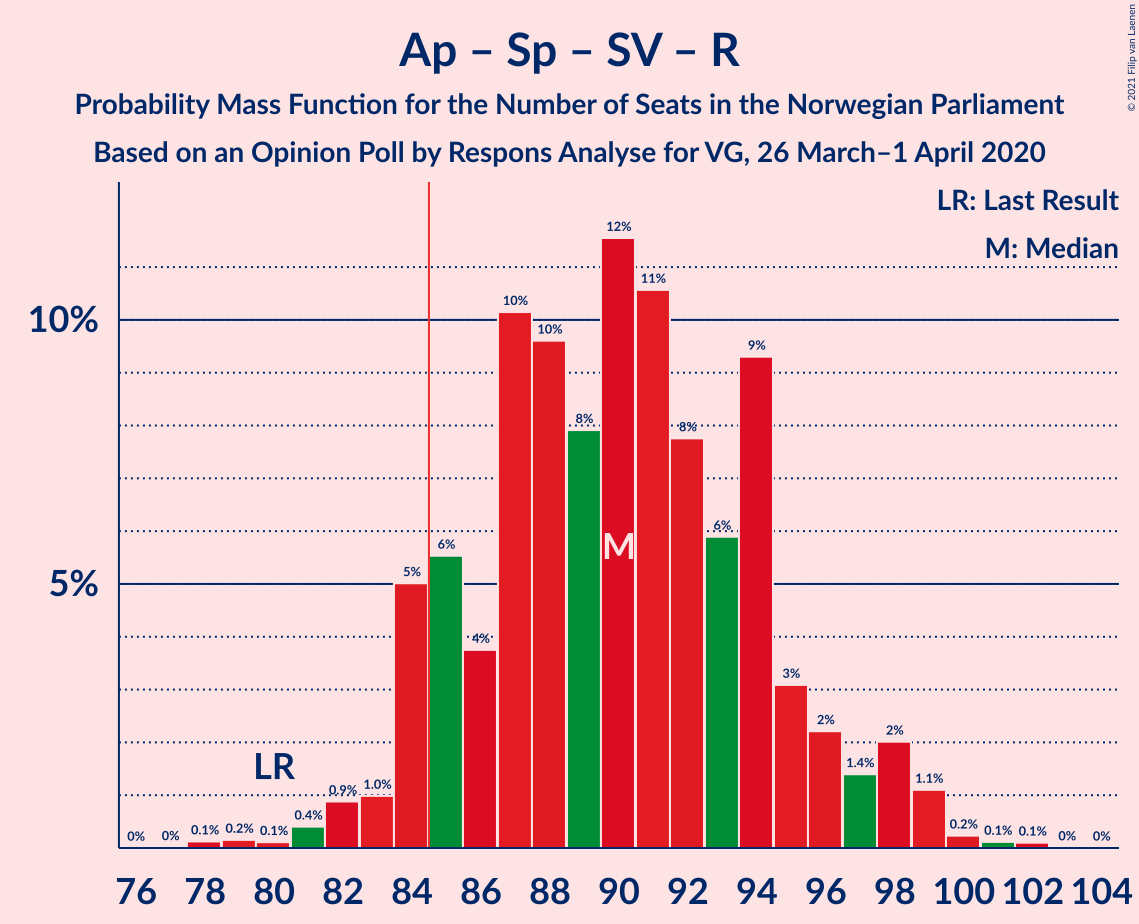 Ap – Sp – SV – R
Probability Mass Function for the Number of Seats in the Norwegian Parliament
Based on an Opinion Poll by Respons Analyse for VG, 26 March–1 April 2020
© 2021 Filip van Laenen
LR: Last Result
M: Median
10%
5%
0% 0% 0.1% 0.2% 0.1% 0.4% 0.9% 1.0% 5% 6% 4% 10% 10% 8% 12% 11% 8% 6% 9% 3% 2% 1.4% 2% 1.1% 0.2% 0.1% 0.1% 0% 0%
LR
M
76 78 80 82 84 86 88 90 92 94 96 98 100 102 104